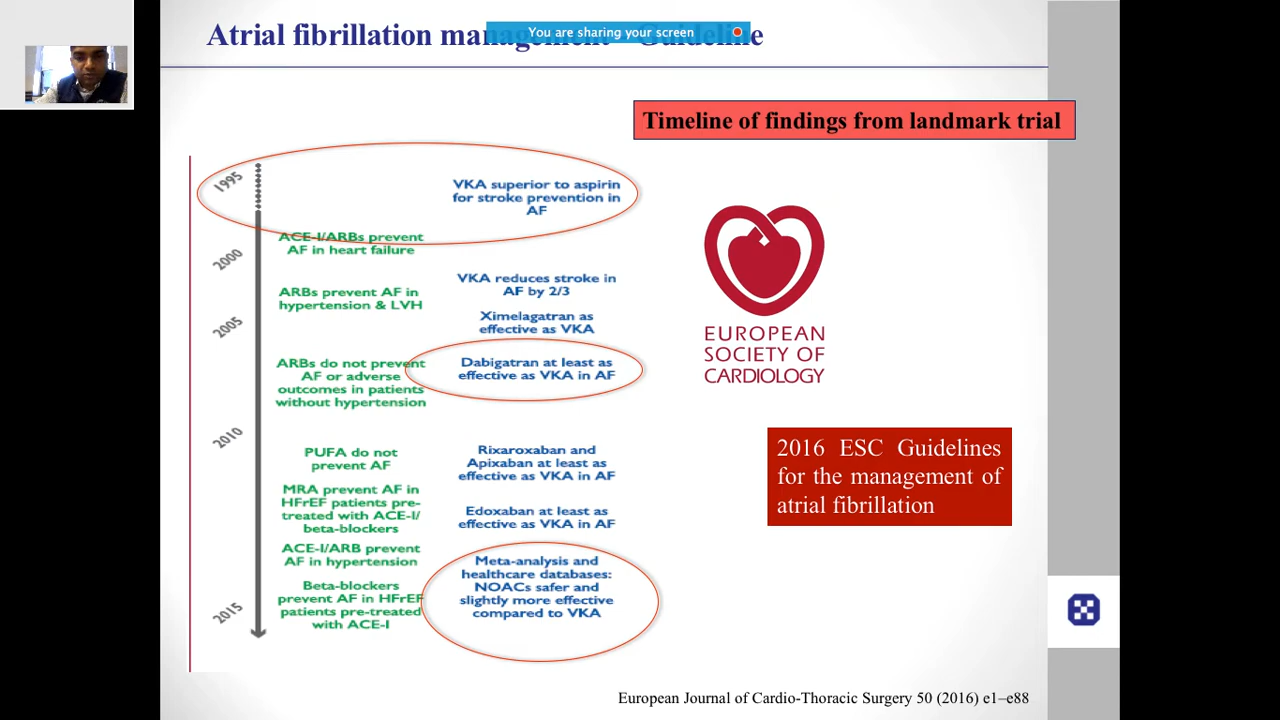 Atrial fibrillation management - Guideline
You are sharing your screen
Timeline of findings from landmark trial
1995
VKA superior to aspirin
for stroke prevention in
AF
ACE-I/ARBs prevent
AF in heart failure
2000
VKA reduces stroke in
AF by 2/3
ARBs prevent AF in
hypertension & LVH
Ximelagatran as
effective as VKA
2005
ARBs do not prevent
AF or adverse
outcomes in patients
without hypertension
Dabigatran at least as
effective as VKA in AF
2010
PUFA do not
prevent AF
Rixaroxaban and
Apixaban at least as
effective as VKA in AF
MRA prevent AF in
HFrEF patients pre-
treated with ACE-I/
beta-blockers
Edoxaban at least as
effective as VKA in AF
ACE-I/ARB prevent
AF in hypertension
Beta-blockers
prevent AF in HFrEF
patients pre-treated
with ACE-I
Meta-analysis and
healthcare databases:
NOACs safer and
slightly more effective
compared to VKA
2015
EUROPEAN
SOCIETY OF
CARDIOLOGY
2016 ESC Guidelines
for the management of
atrial fibrillation
European Journal of Cardio-Thoracic Surgery 50 (2016) e1–e88